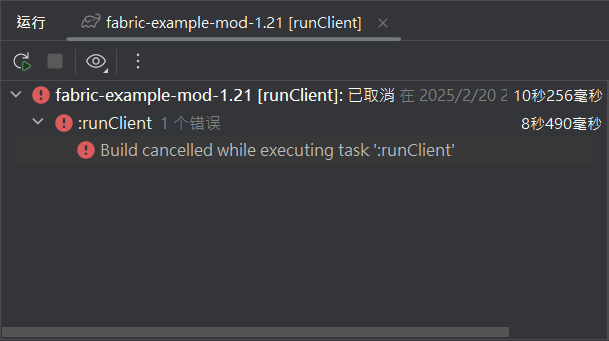 运行 fabric-example-mod-1.21 [runClient]
fabric-example-mod-1.21 [runClient]: 已取消 在 2025/2/20 2 10秒256毫秒
:runClient 1 个错误 8秒490毫秒
Build cancelled while executing task ':runClient'